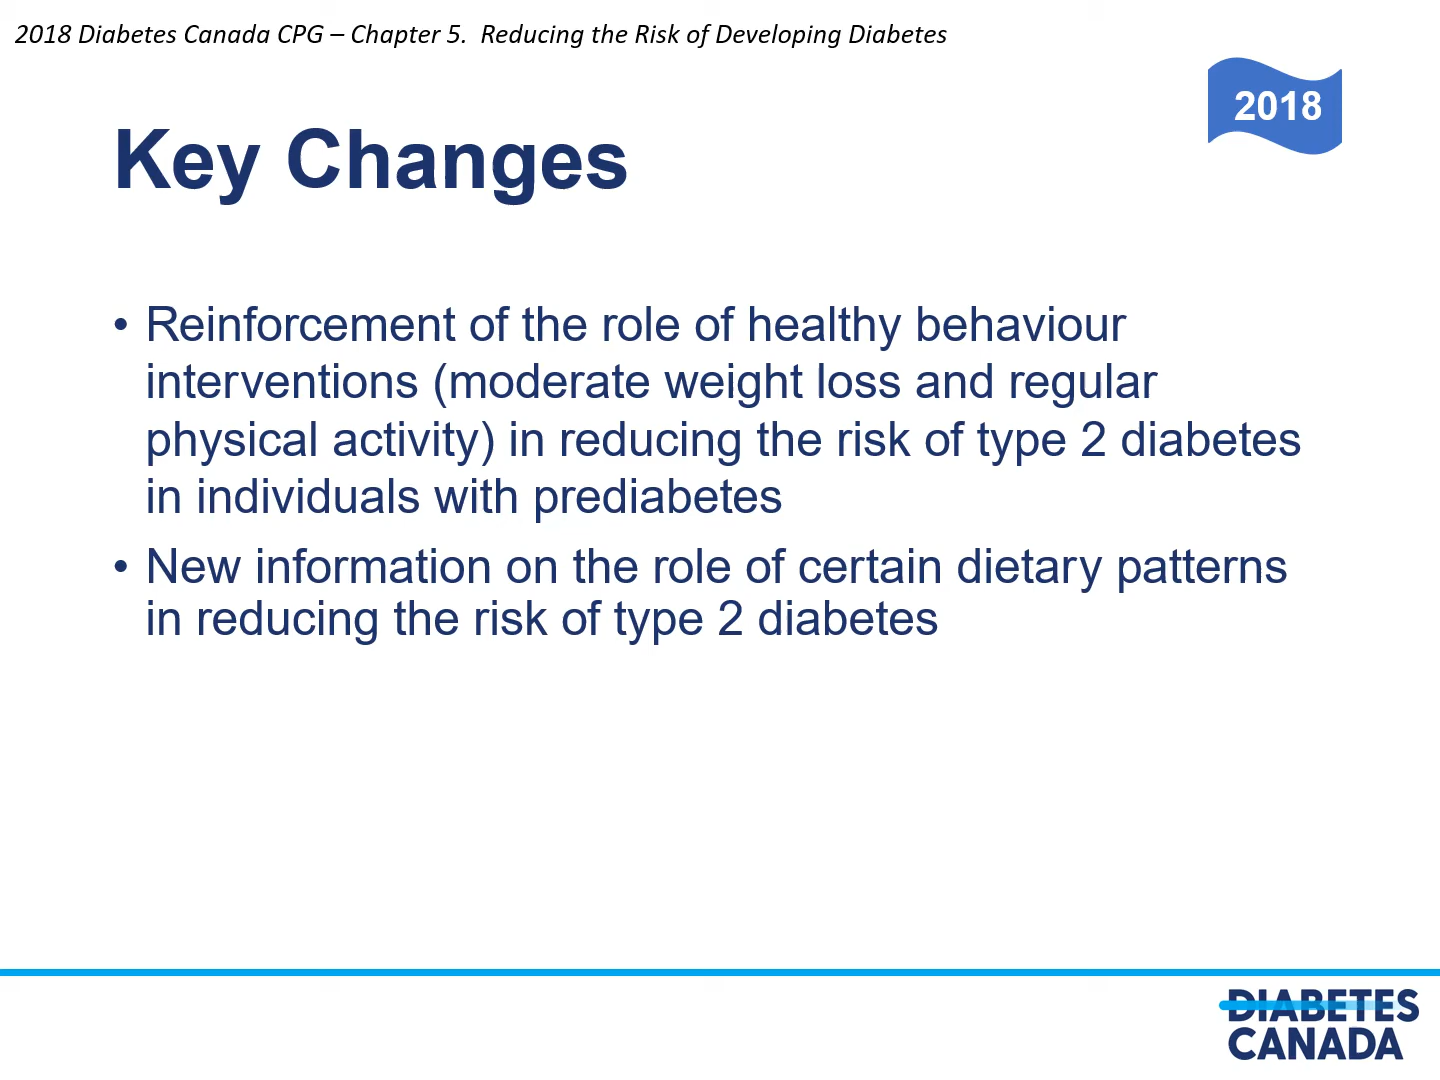 2018 Diabetes Canada CPG – Chapter 5. Reducing the Risk of Developing Diabetes
2018
Key Changes
• Reinforcement of the role of healthy behaviour
interventions (moderate weight loss and regular
physical activity) in reducing the risk of type 2 diabetes
in individuals with prediabetes
• New information on the role of certain dietary patterns
in reducing the risk of type 2 diabetes
DIABETES
CANADA